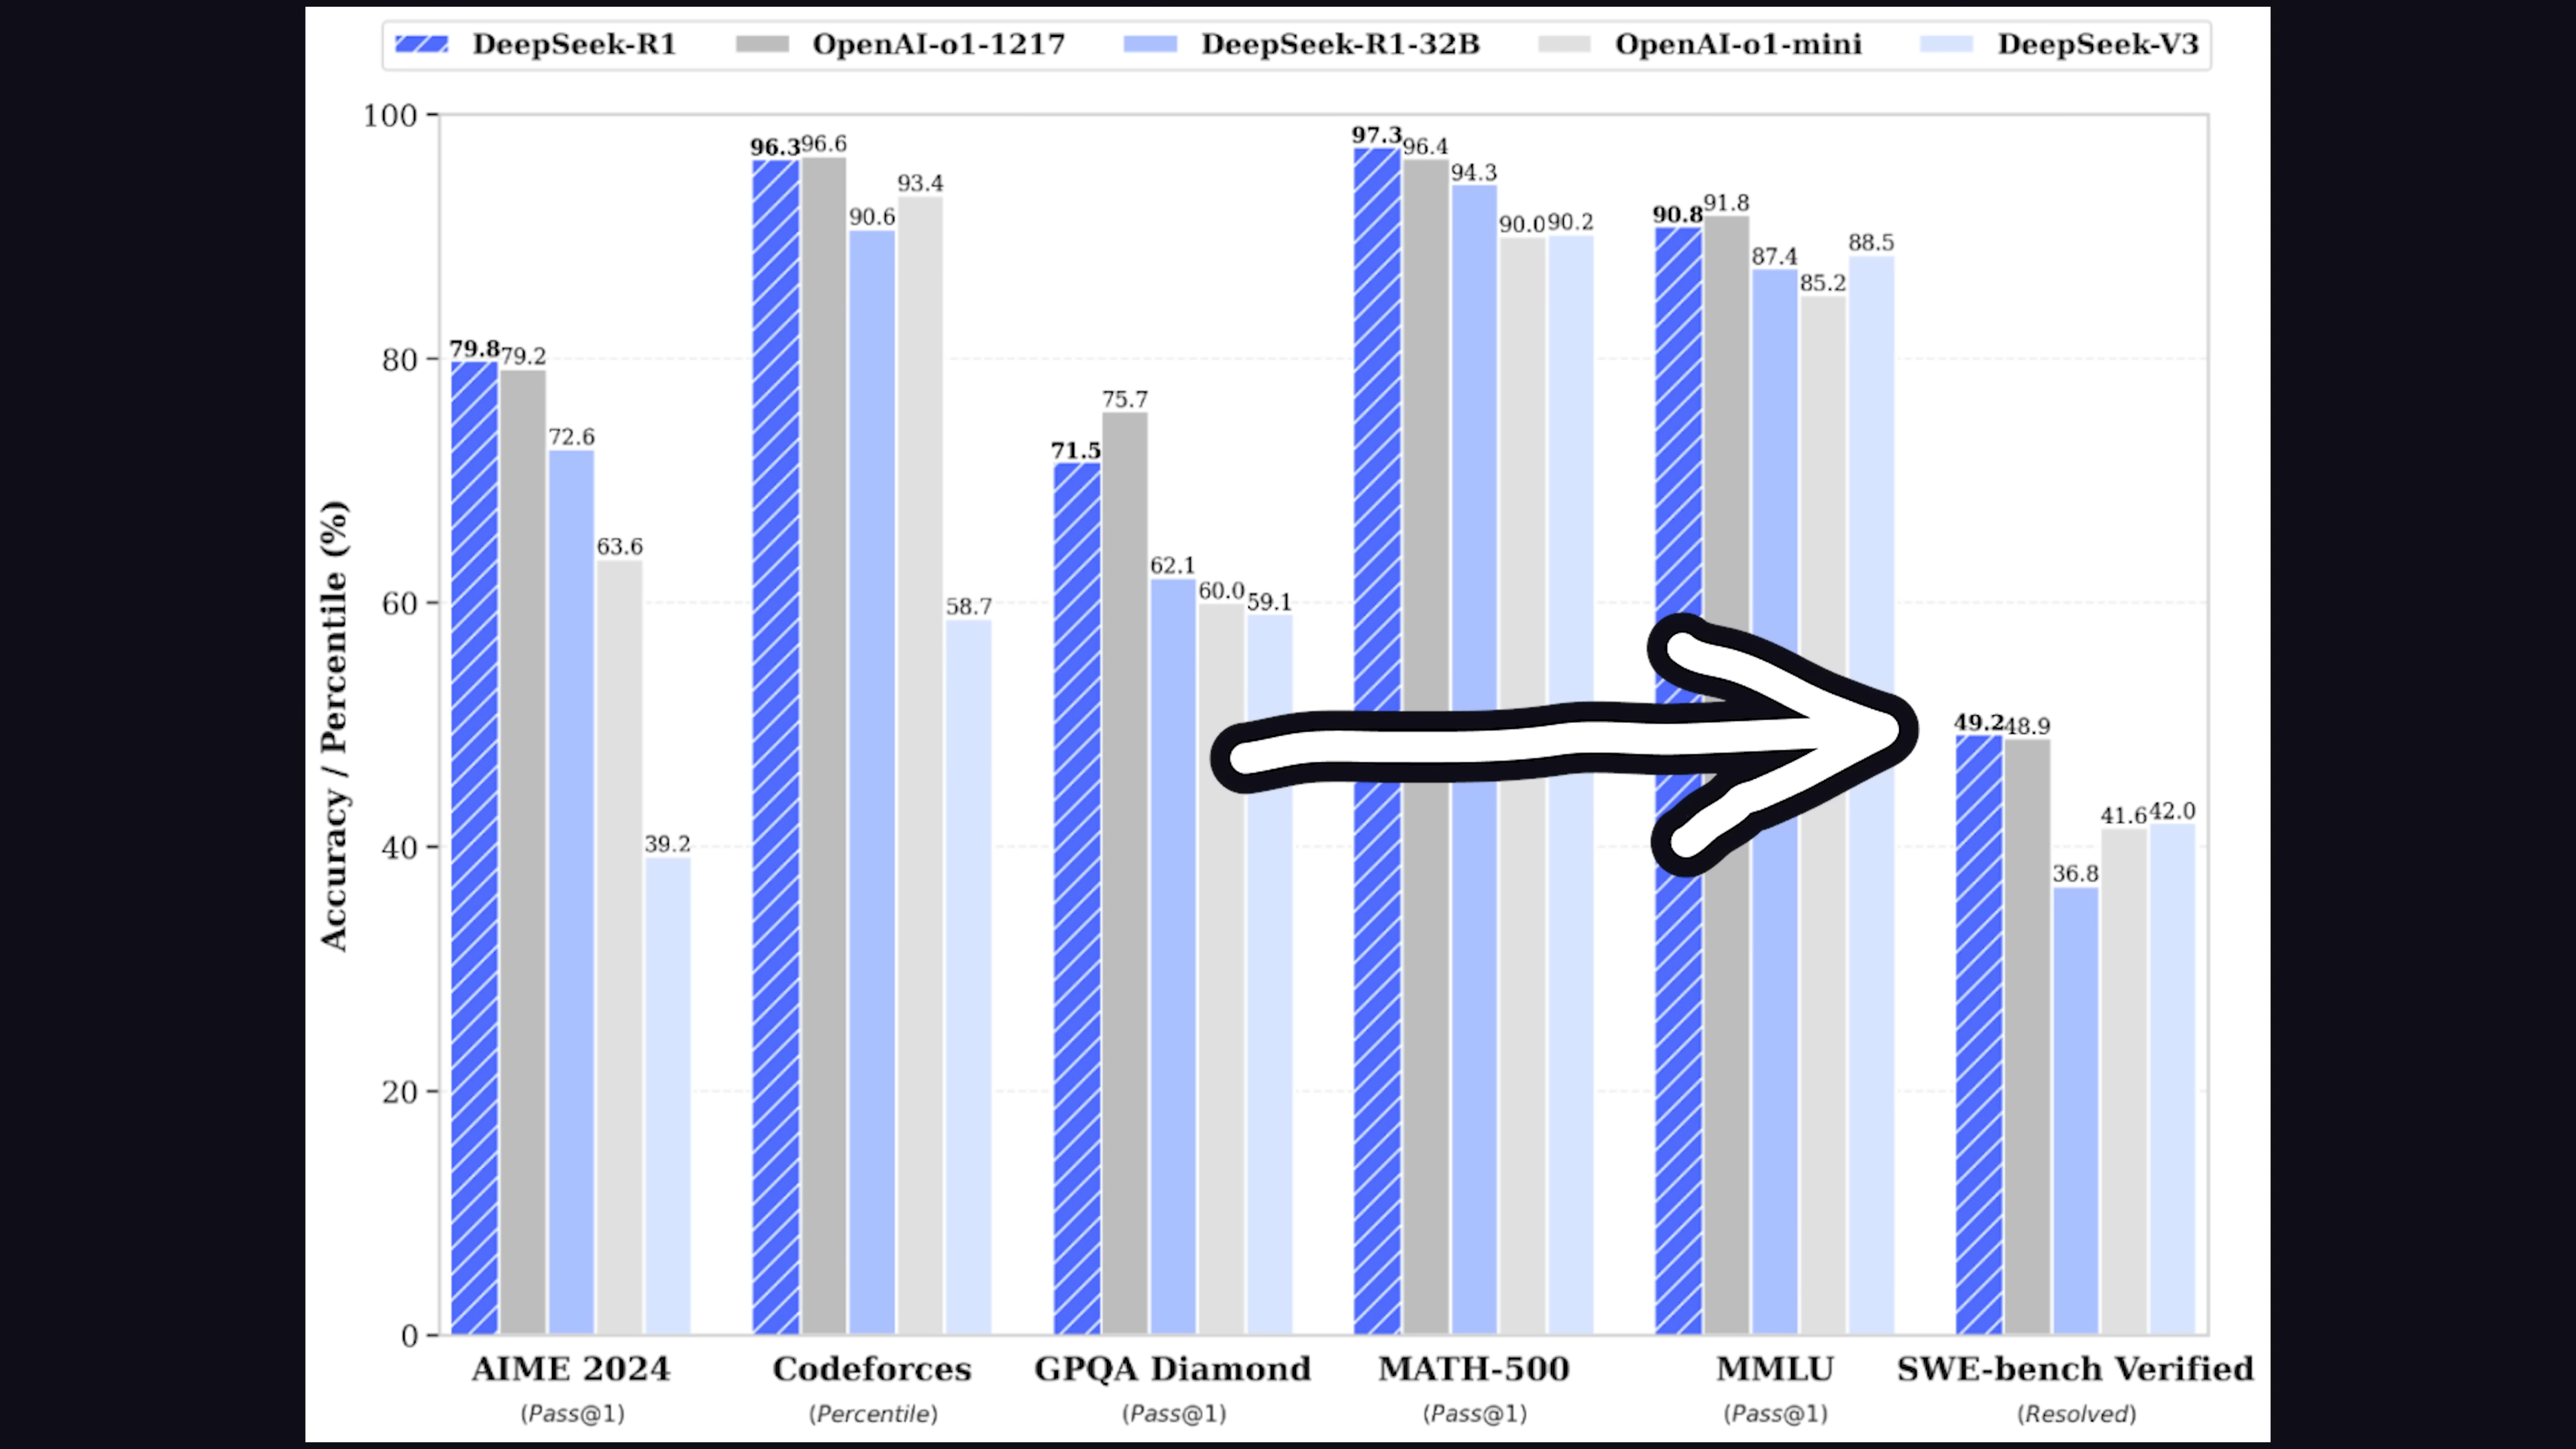 DeepSeek-R1 OpenAI-o1-1217 DeepSeek-R1-32B OpenAI-o1-mini DeepSeek-V3
Accuracy / Percentile (%)
100
80
60
40
20
0
79.8 79.2 72.6 63.6 39.2
96.3 96.6 90.6 93.4 58.7
71.5 75.7 62.1 60.0 59.1
97.3 96.4 94.3 90.0 90.2
90.8 91.8 87.4 85.2 88.5
49.2 48.9 36.8 41.6 42.0
AIME 2024 Codeforces GPQA Diamond MATH-500 MMLU SWE-bench Verified
(Pass@1) (Percentile) (Pass@1) (Pass@1) (Pass@1) (Resolved)